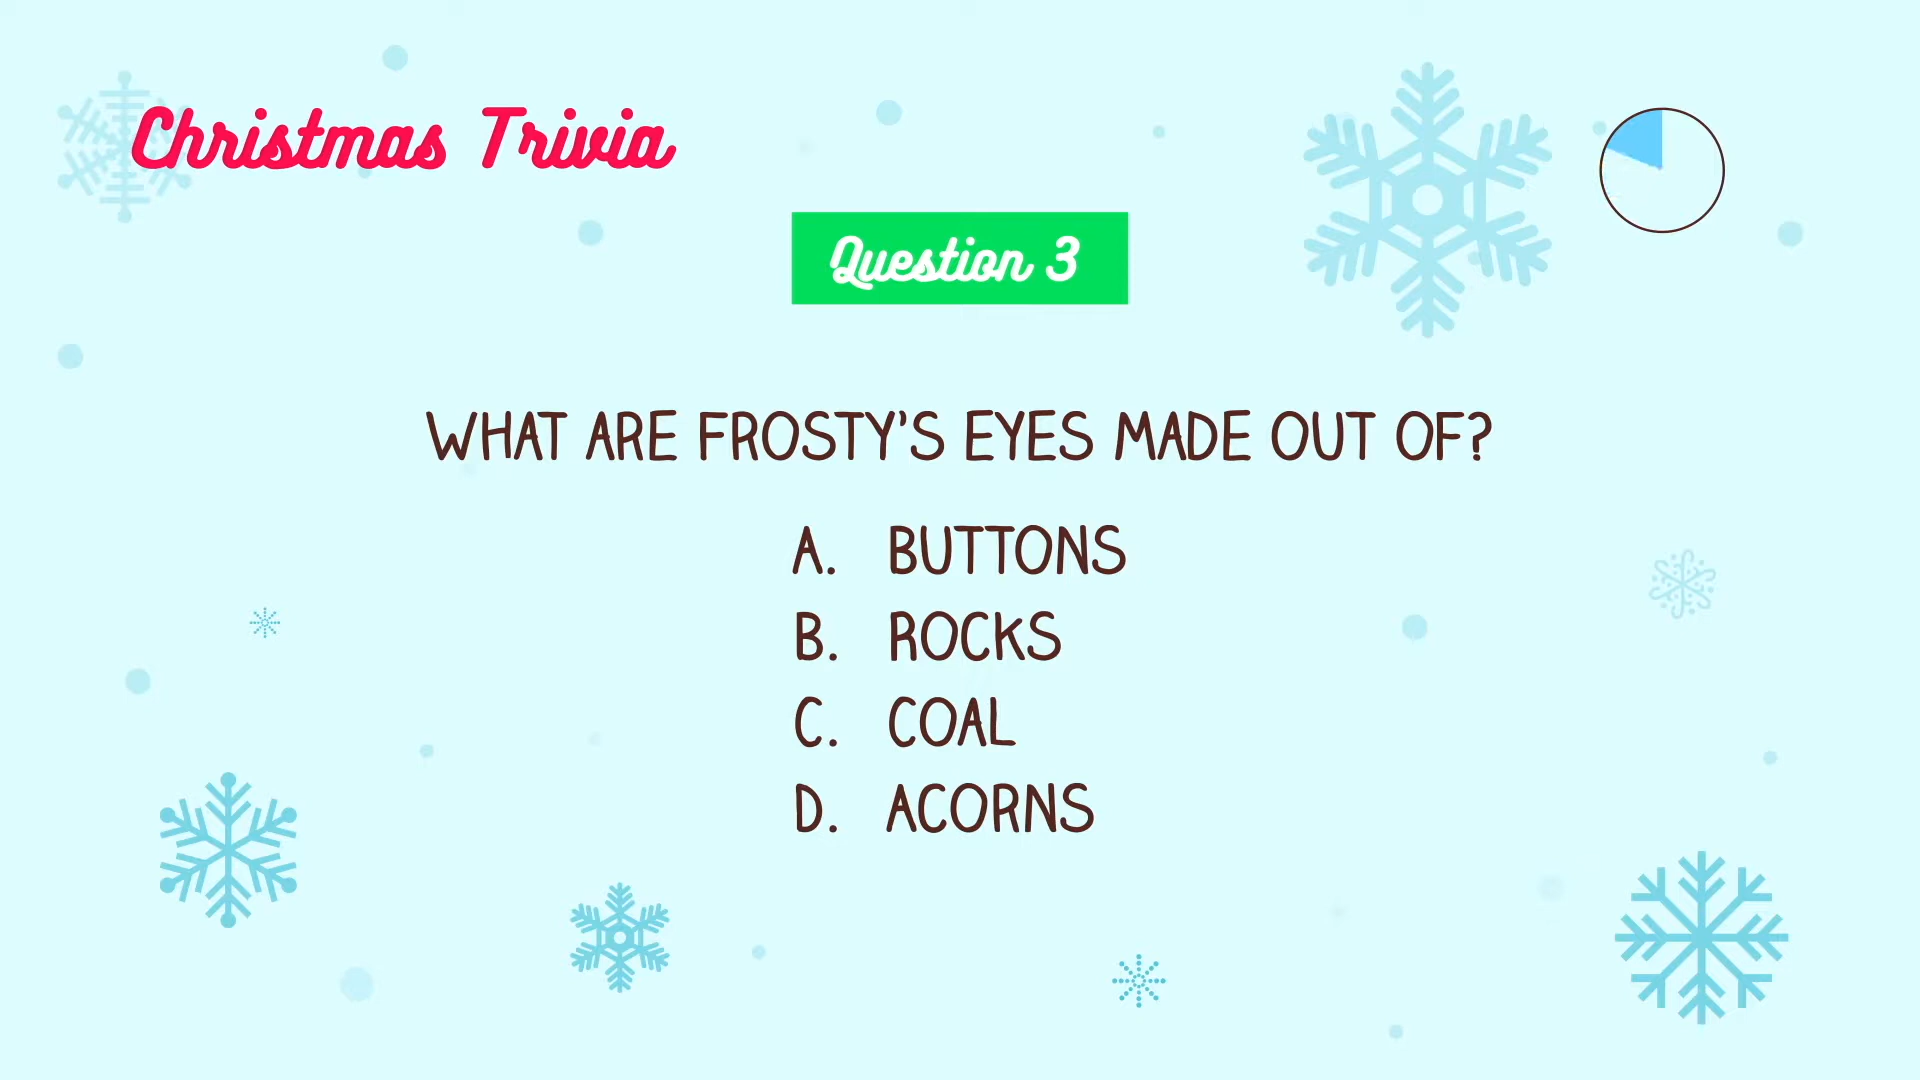 Christmas Trivia
Question 3
WHAT ARE FROSTY'S EYES MADE OUT OF?
A. BUTTONS
B. ROCKS
C. COAL
D. ACORNS